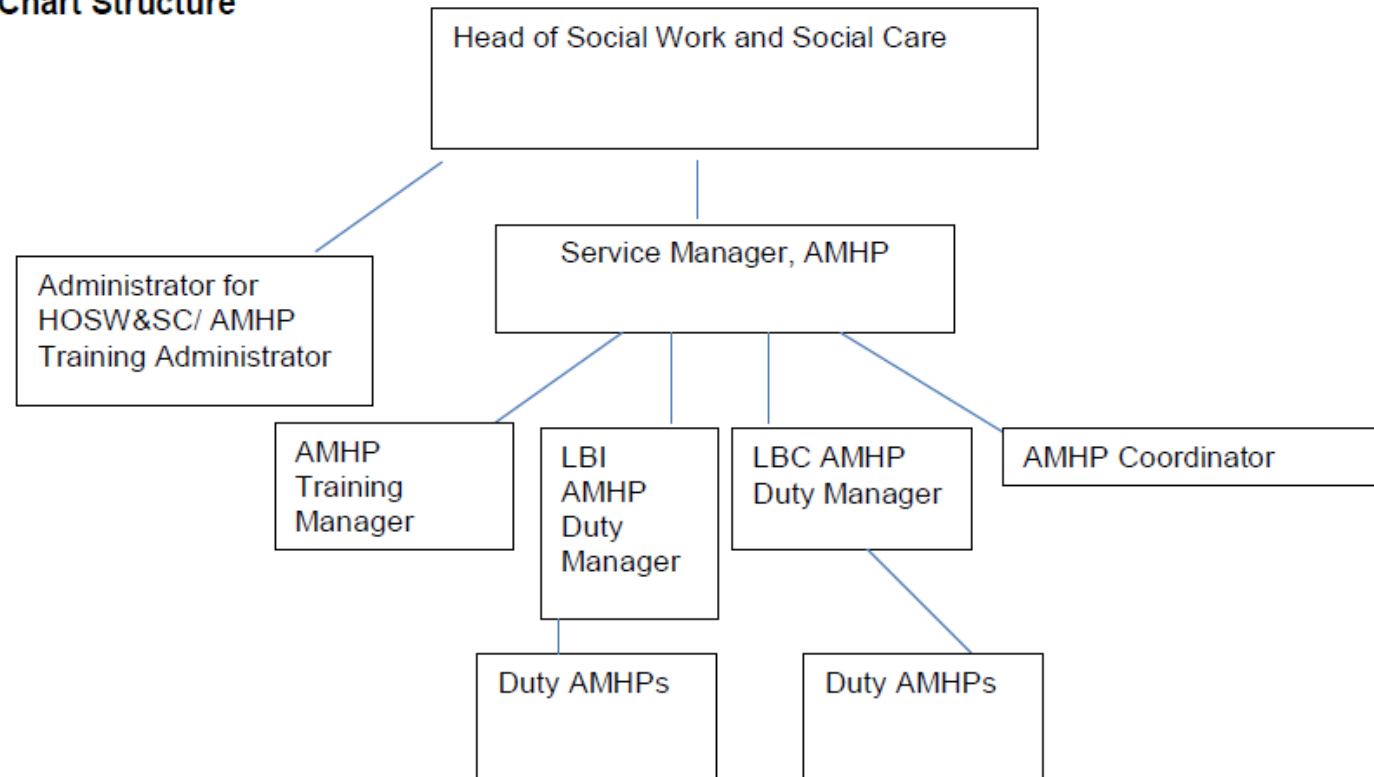 Chart Structure
Head of Social Work and Social Care
Service Manager, AMHP
Administrator for
HOSW&SC/ AMHP
Training Administrator
AMHP
Training
Manager
LBI
AMHP
Duty
Manager
LBC AMHP
Duty Manager
AMHP Coordinator
Duty AMHPs
Duty AMHPs